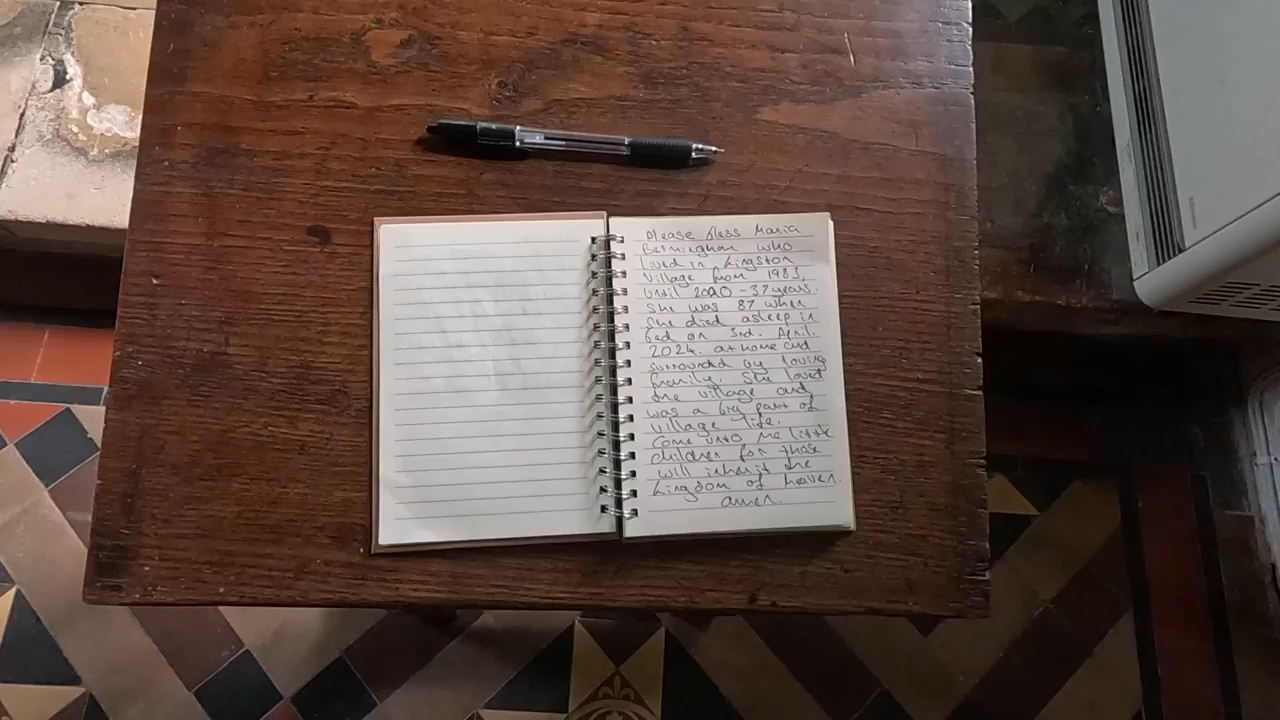 Please bless Maria
Bermingham who
lived in Kingston
Village from 1983,
until 2020 - 37 years.
She was 87 when
she died asleep in
bed on 3rd. April.
2024. at home and
surrounded by loving
family. She loved
the village and
was a big part of
village life.
Come unto me little
children for those
will inherit the
kingdom of heaven.
amen.